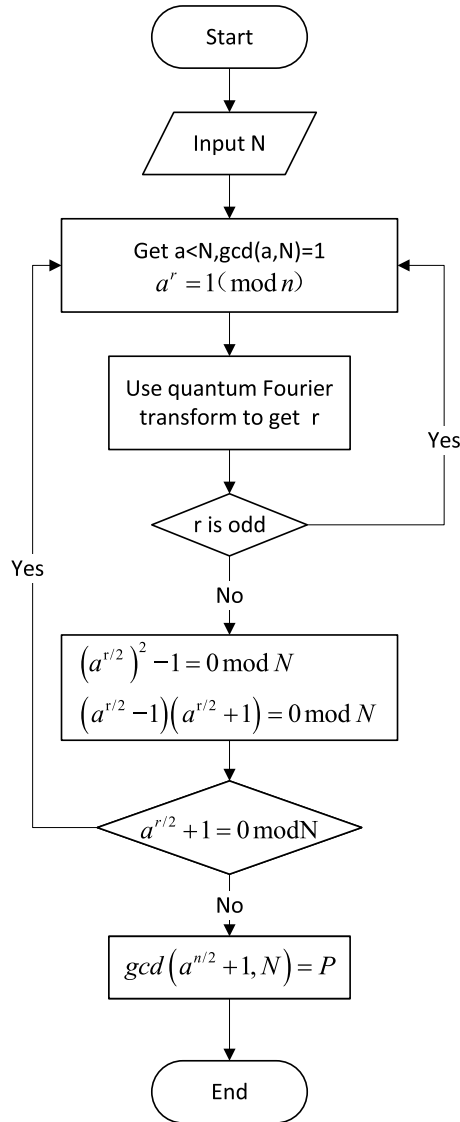 Start
Input N
Get a<N,gcd(a,N)=1
a^r = 1(mod n)
Use quantum Fourier
transform to get r
Yes
r is odd
Yes
No
(a^{r/2})^2 −1 = 0 mod N
(a^{r/2} −1)(a^{r/2} +1) = 0 mod N
a^{r/2} +1 = 0 modN
No
gcd(a^{n/2} +1, N) = P
End